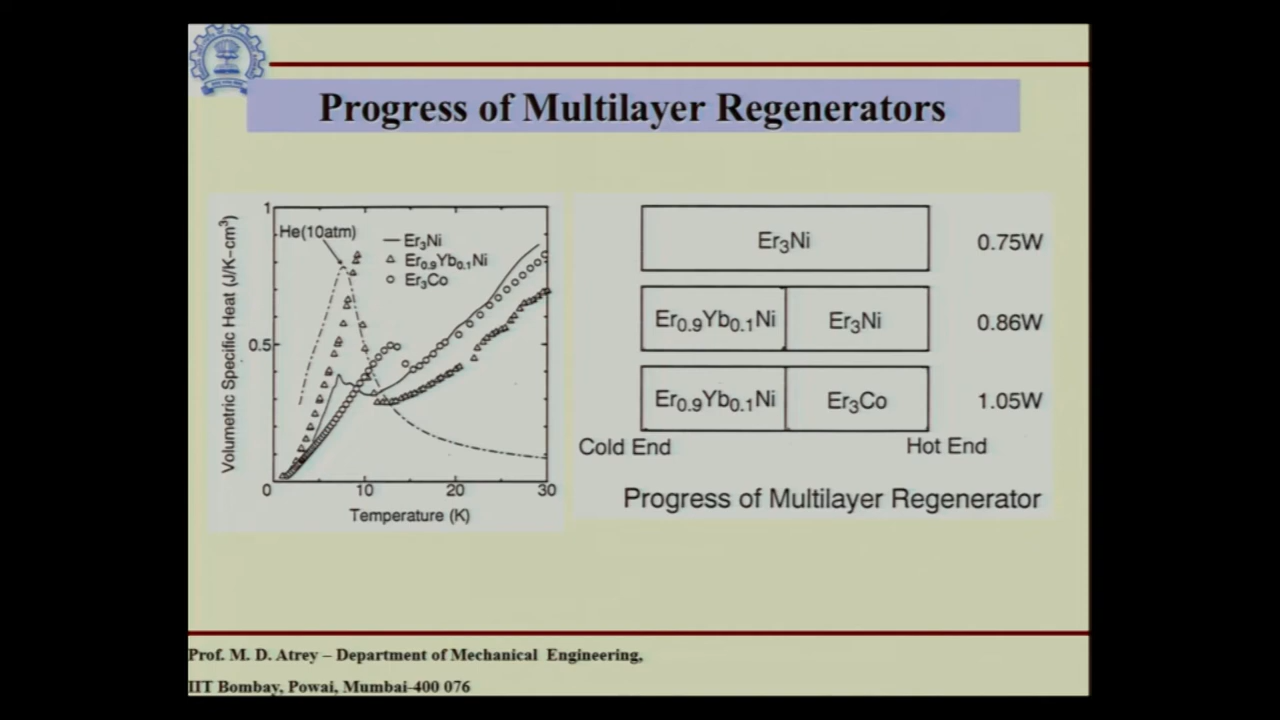 Progress of Multilayer Regenerators
1
He(10atm)
Er₃Ni
Er₀.₉Yb₀.₁Ni
Er₃Co
0.5
Volumetric Specific Heat (J/K–cm³)
0 10 20 30
Temperature (K)
Er₃Ni 0.75W
Er₀.₉Yb₀.₁Ni Er₃Ni 0.86W
Er₀.₉Yb₀.₁Ni Er₃Co 1.05W
Cold End Hot End
Progress of Multilayer Regenerator
Prof. M. D. Atrey – Department of Mechanical Engineering,
IIT Bombay, Powai, Mumbai-400 076